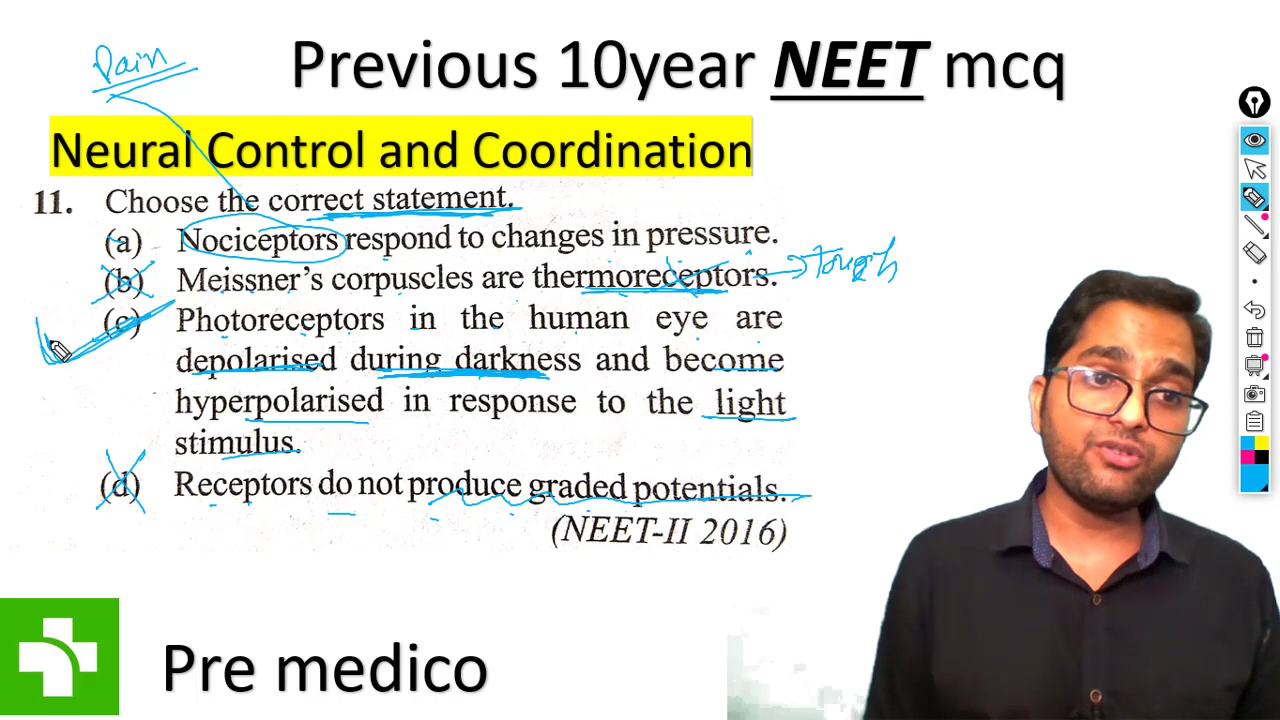 Pain
Previous 10year NEET mcq
Neural Control and Coordination
11. Choose the correct statement.
(a) Nociceptors respond to changes in pressure.
(b) Meissner's corpuscles are thermoreceptors. → touch
(c) Photoreceptors in the human eye are
depolarised during darkness and become
hyperpolarised in response to the light
stimulus.
(d) Receptors do not produce graded potentials.
(NEET-II 2016)
Pre medico